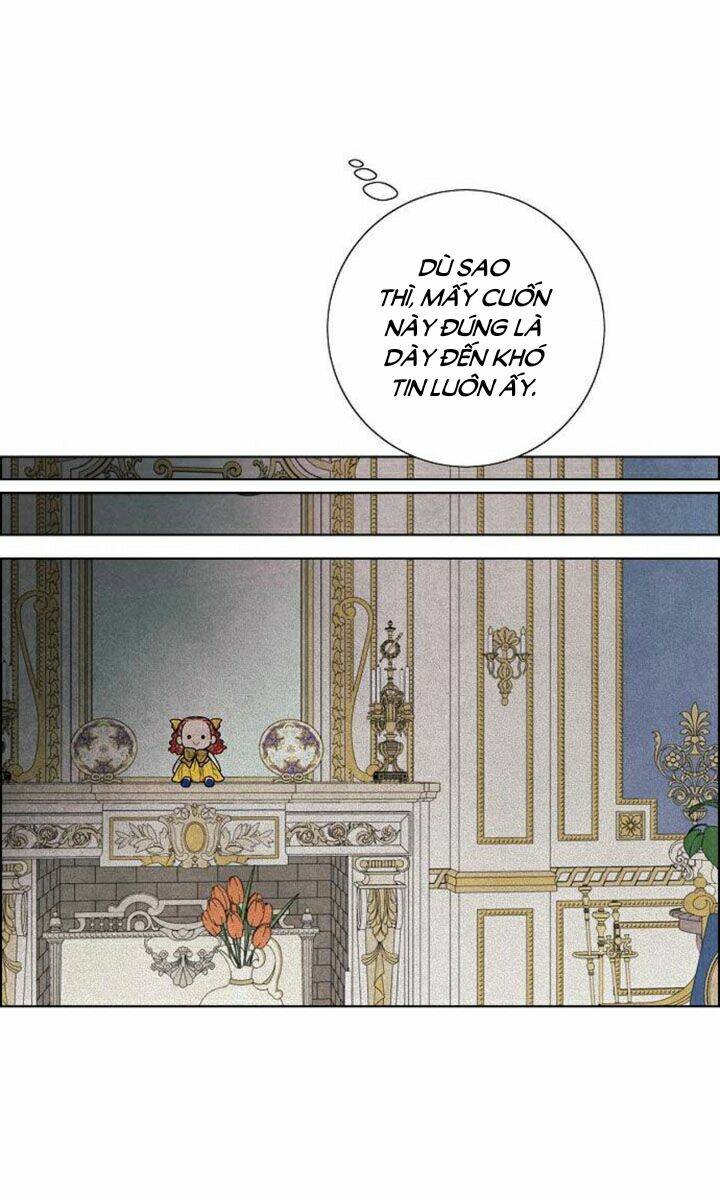 DÙ SAO
THÌ, MẤY CUỐN
NÀY ĐÚNG LÀ
DÀY ĐẾN KHÓ
TIN LUÔN ẤY.